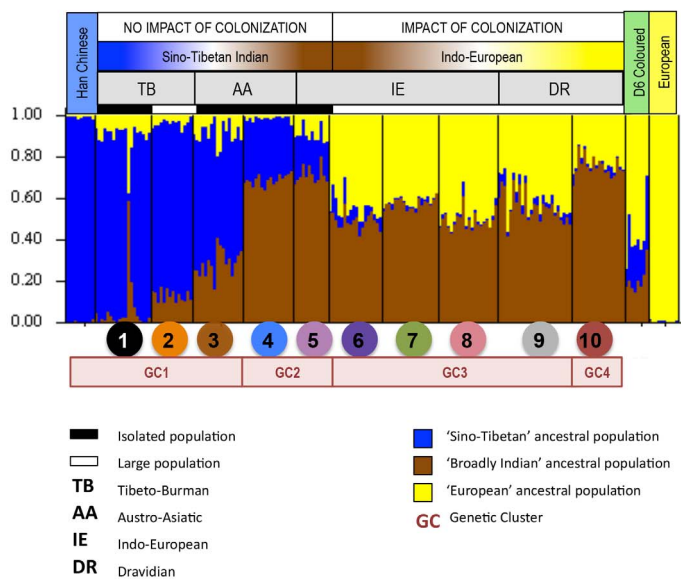 NO IMPACT OF COLONIZATION IMPACT OF COLONIZATION
Han Chinese Sino-Tibetan Indian Indo-European D6 Coloured European
TB AA IE DR
1.00
0.80
0.60
0.40
0.20
0.00
1 2 3 4 5 6 7 8 9 10
GC1 GC2 GC3 GC4
Isolated population
Large population
TB Tibeto-Burman
AA Austro-Asiatic
IE Indo-European
DR Dravidian
'Sino-Tibetan' ancestral population
'Broadly Indian' ancestral population
'European' ancestral population
GC Genetic Cluster